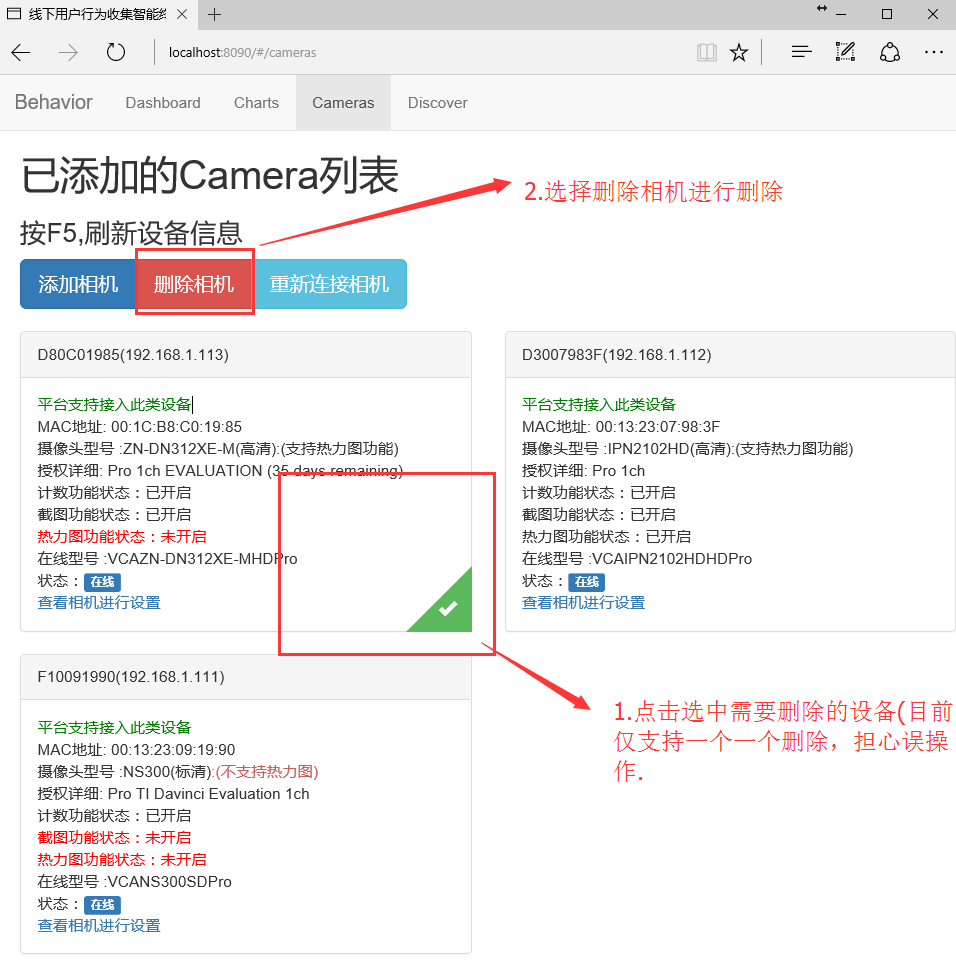 线下用户行为收集智能终
localhost:8090/#/cameras
Behavior Dashboard Charts Cameras Discover
已添加的Camera列表
2.选择删除相机进行删除
按F5,刷新设备信息
添加相机 删除相机 重新连接相机
D80C01985(192.168.1.113)
平台支持接入此类设备
MAC地址: 00:1C:B8:C0:19:85
摄像头型号 :ZN-DN312XE-M(高清):(支持热力图功能)
授权详细: Pro 1ch EVALUATION (35 days remaining)
计数功能状态：已开启
截图功能状态：已开启
热力图功能状态：未开启
在线型号 :VCAZN-DN312XE-MHDPro
状态： 在线
查看相机进行设置
D3007983F(192.168.1.112)
平台支持接入此类设备
MAC地址: 00:13:23:07:98:3F
摄像头型号 :IPN2102HD(高清):(支持热力图功能)
授权详细: Pro 1ch
计数功能状态：已开启
截图功能状态：已开启
热力图功能状态：已开启
在线型号 :VCAIPN2102HDHDPro
状态： 在线
查看相机进行设置
F10091990(192.168.1.111)
平台支持接入此类设备
MAC地址: 00:13:23:09:19:90
摄像头型号 :NS300(标清):(不支持热力图)
授权详细: Pro TI Davinci Evaluation 1ch
计数功能状态：已开启
截图功能状态：未开启
热力图功能状态：未开启
在线型号 :VCANS300SDPro
状态： 在线
查看相机进行设置
1.点击选中需要删除的设备(目前
仅支持一个一个删除，担心误操
作.